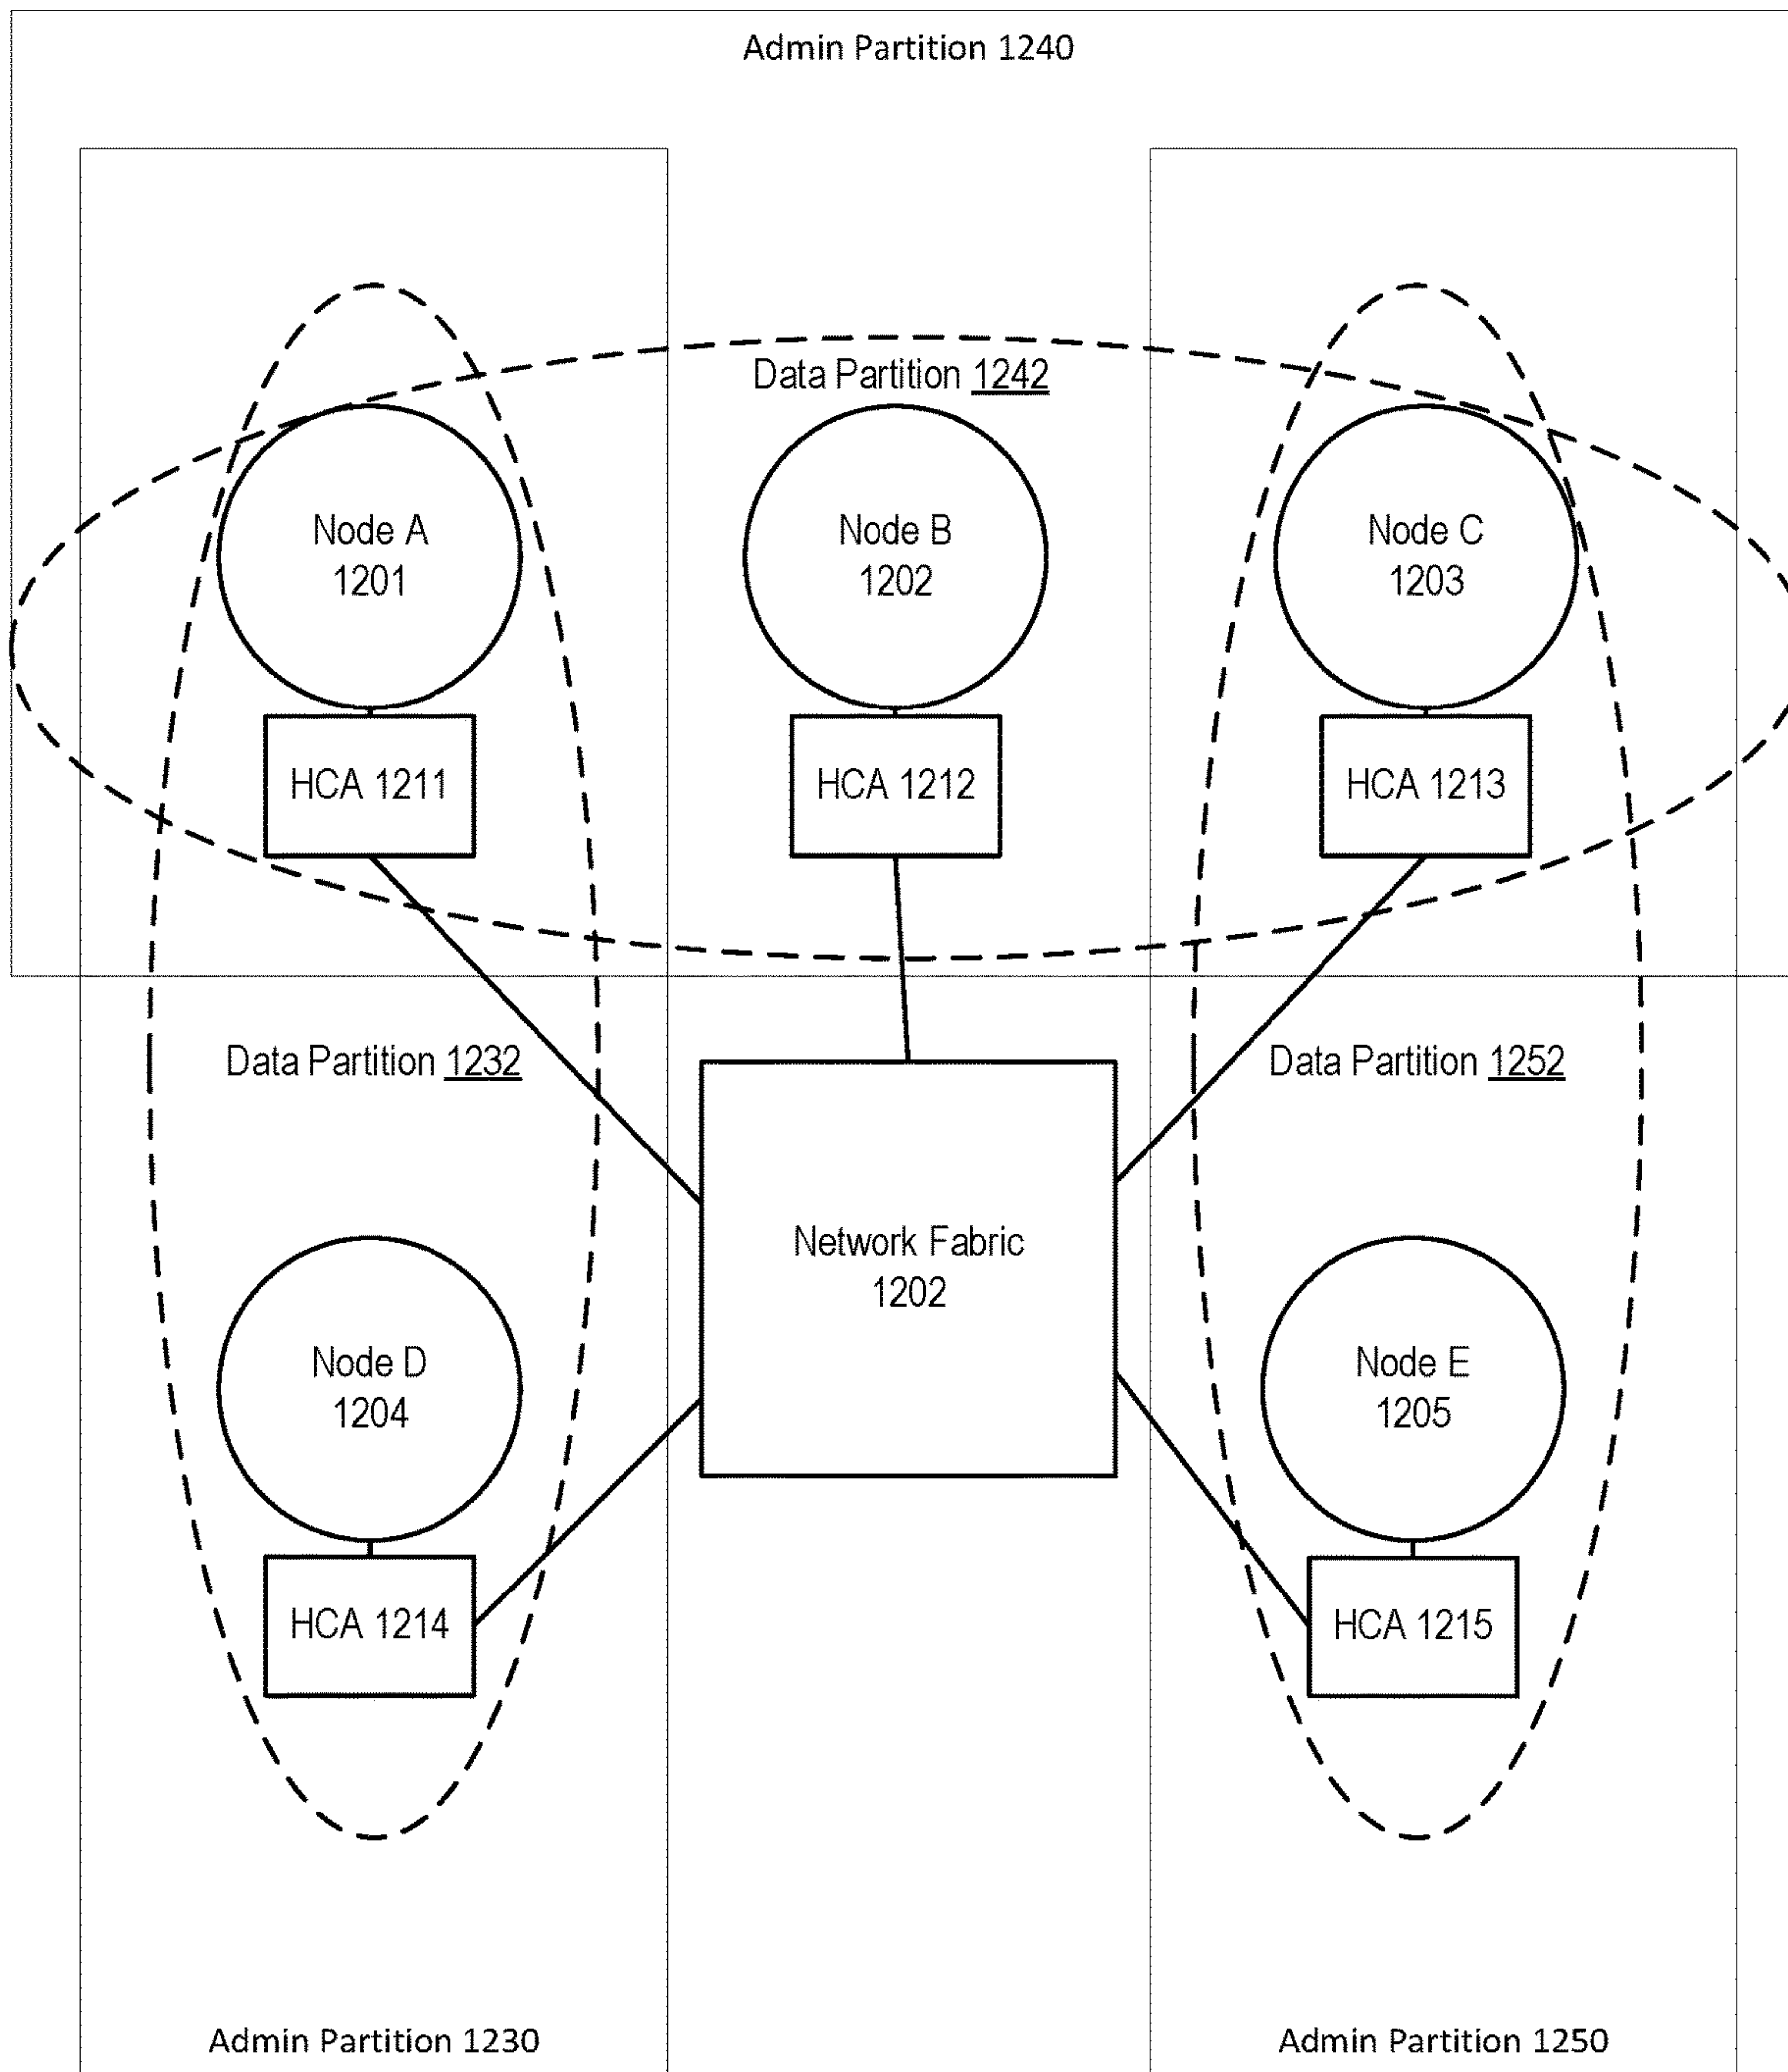 Admin Partition 1240
Data Partition 1242
Node A
1201
Node B
1202
Node C
1203
HCA 1211
HCA 1212
HCA 1213
Data Partition 1232
Data Partition 1252
Network Fabric
1202
Node D
1204
Node E
1205
HCA 1214
HCA 1215
Admin Partition 1230
Admin Partition 1250